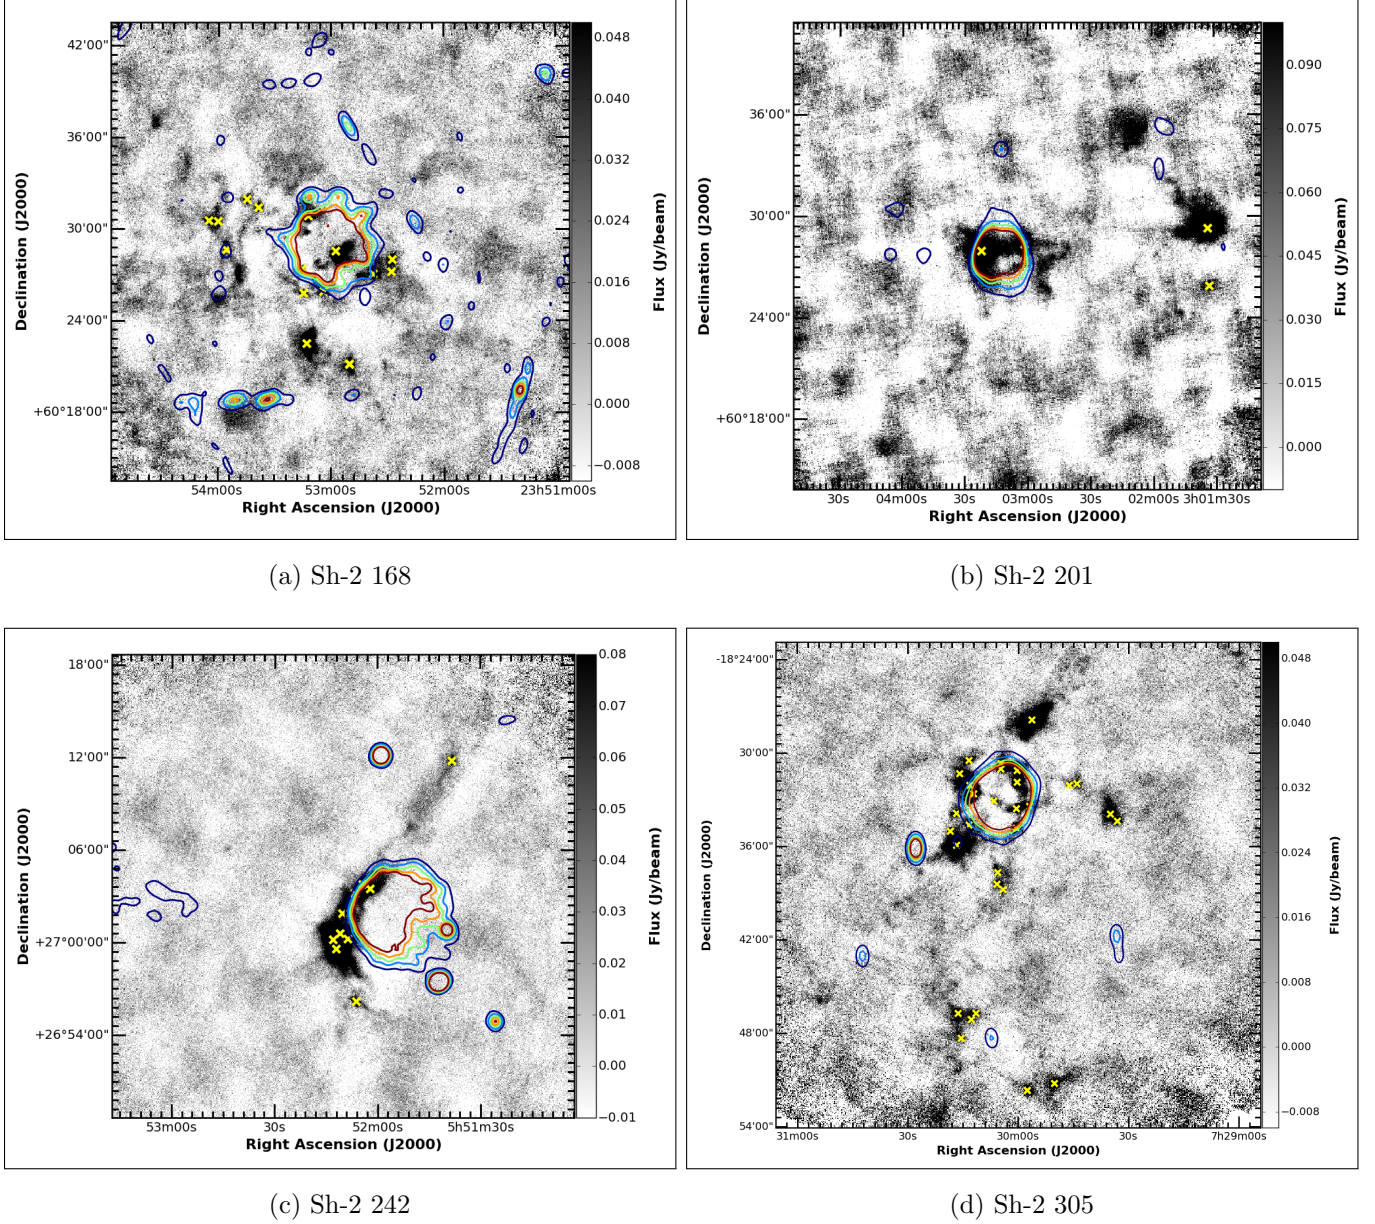 42'00"
36'00"
30'00"
24'00"
+60°18'00"
54m00s 53m00s 52m00s 23h51m00s
Right Ascension (J2000)
Declination (J2000)
0.048
0.040
0.032
0.024
0.016
0.008
0.000
−0.008
Flux (Jy/beam)
(a) Sh-2 168
36'00"
30'00"
24'00"
+60°18'00"
30s 04m00s 30s 03m00s 30s 02m00s 3h01m30s
Right Ascension (J2000)
Declination (J2000)
0.090
0.075
0.060
0.045
0.030
0.015
0.000
Flux (Jy/beam)
(b) Sh-2 201
18'00"
12'00"
06'00"
+27°00'00"
+26°54'00"
53m00s 30s 52m00s 5h51m30s
Right Ascension (J2000)
Declination (J2000)
0.08
0.07
0.06
0.05
0.04
0.03
0.02
0.01
0.00
−0.01
Flux (Jy/beam)
(c) Sh-2 242
-18°24'00"
30'00"
36'00"
42'00"
48'00"
54'00"
31m00s 30s 30m00s 30s 7h29m00s
Right Ascension (J2000)
Declination (J2000)
0.048
0.040
0.032
0.024
0.016
0.008
0.000
−0.008
Flux (Jy/beam)
(d) Sh-2 305